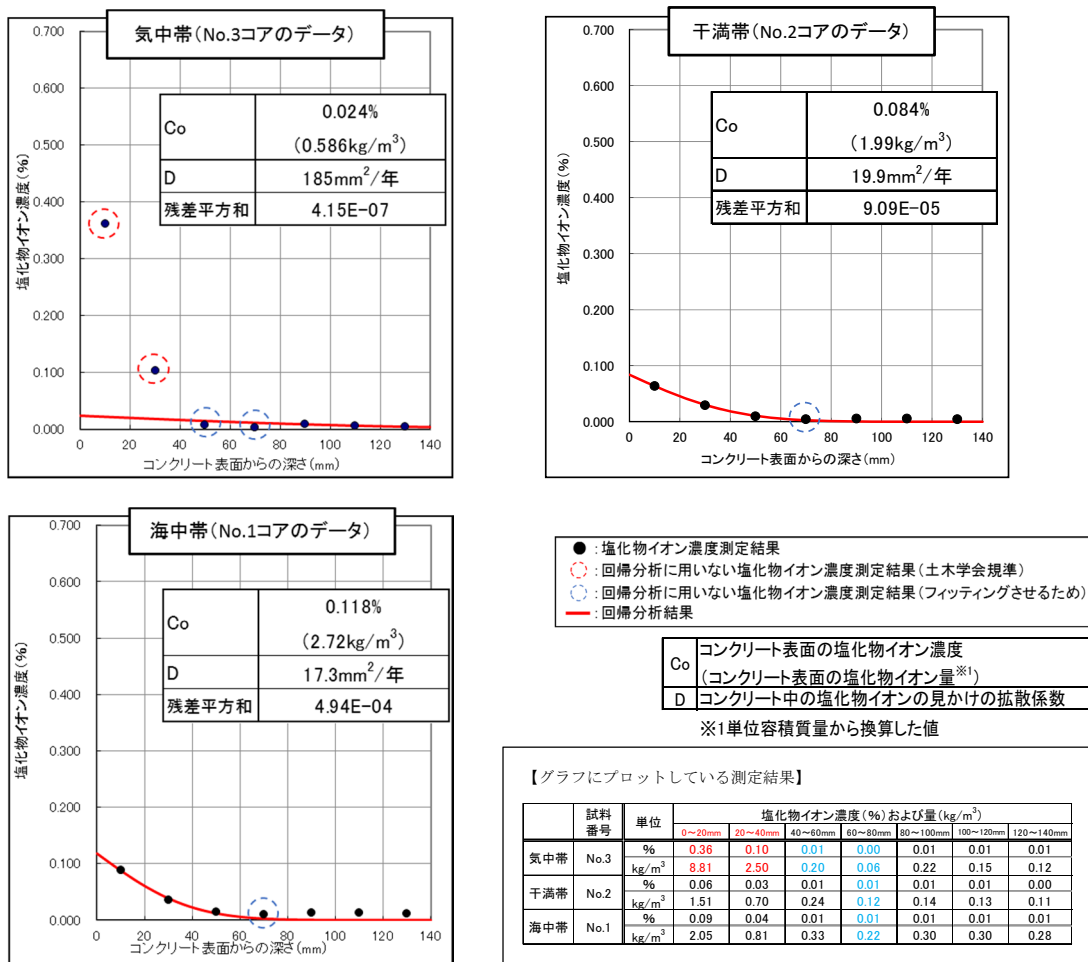 気中帯(No.3コアのデータ)
0.700
0.600
0.500
0.400
0.300
0.200
0.100
0.000
塩化物イオン濃度(%)
Co
0.024%
(0.586kg/m³)
D
185mm²/年
残差平方和
4.15E-07
0 20 40 60 80 100 120 140
コンクリート表面からの深さ(mm)
干満帯(No.2コアのデータ)
0.700
0.600
0.500
0.400
0.300
0.200
0.100
0.000
塩化物イオン濃度(%)
Co
0.084%
(1.99kg/m³)
D
19.9mm²/年
残差平方和
9.09E-05
0 20 40 60 80 100 120 140
コンクリート表面からの深さ(mm)
海中帯(No.1コアのデータ)
0.700
0.600
0.500
0.400
0.300
0.200
0.100
0.000
塩化物イオン濃度(%)
Co
0.118%
(2.72kg/m³)
D
17.3mm²/年
残差平方和
4.94E-04
0 20 40 60 80 100 120 140
コンクリート表面からの深さ(mm)
:塩化物イオン濃度測定結果
:回帰分析に用いない塩化物イオン濃度測定結果(土木学会規準)
:回帰分析に用いない塩化物イオン濃度測定結果(フィッティングさせるため)
:回帰分析結果
Co コンクリート表面の塩化物イオン濃度
(コンクリート表面の塩化物イオン量※1)
D コンクリート中の塩化物イオンの見かけの拡散係数
※1単位容積質量から換算した値
【グラフにプロットしている測定結果】
試料番号 単位 塩化物イオン濃度(%)および量(kg/m³)
0~20mm 20~40mm 40~60mm 60~80mm 80~100mm 100~120mm 120~140mm
気中帯 No.3 % 0.36 0.10 0.01 0.00 0.01 0.01 0.01
kg/m³ 8.81 2.50 0.20 0.06 0.22 0.15 0.12
干満帯 No.2 % 0.06 0.03 0.01 0.01 0.01 0.01 0.00
kg/m³ 1.51 0.70 0.24 0.12 0.14 0.13 0.11
海中帯 No.1 % 0.09 0.04 0.01 0.01 0.01 0.01 0.01
kg/m³ 2.05 0.81 0.33 0.22 0.30 0.30 0.28